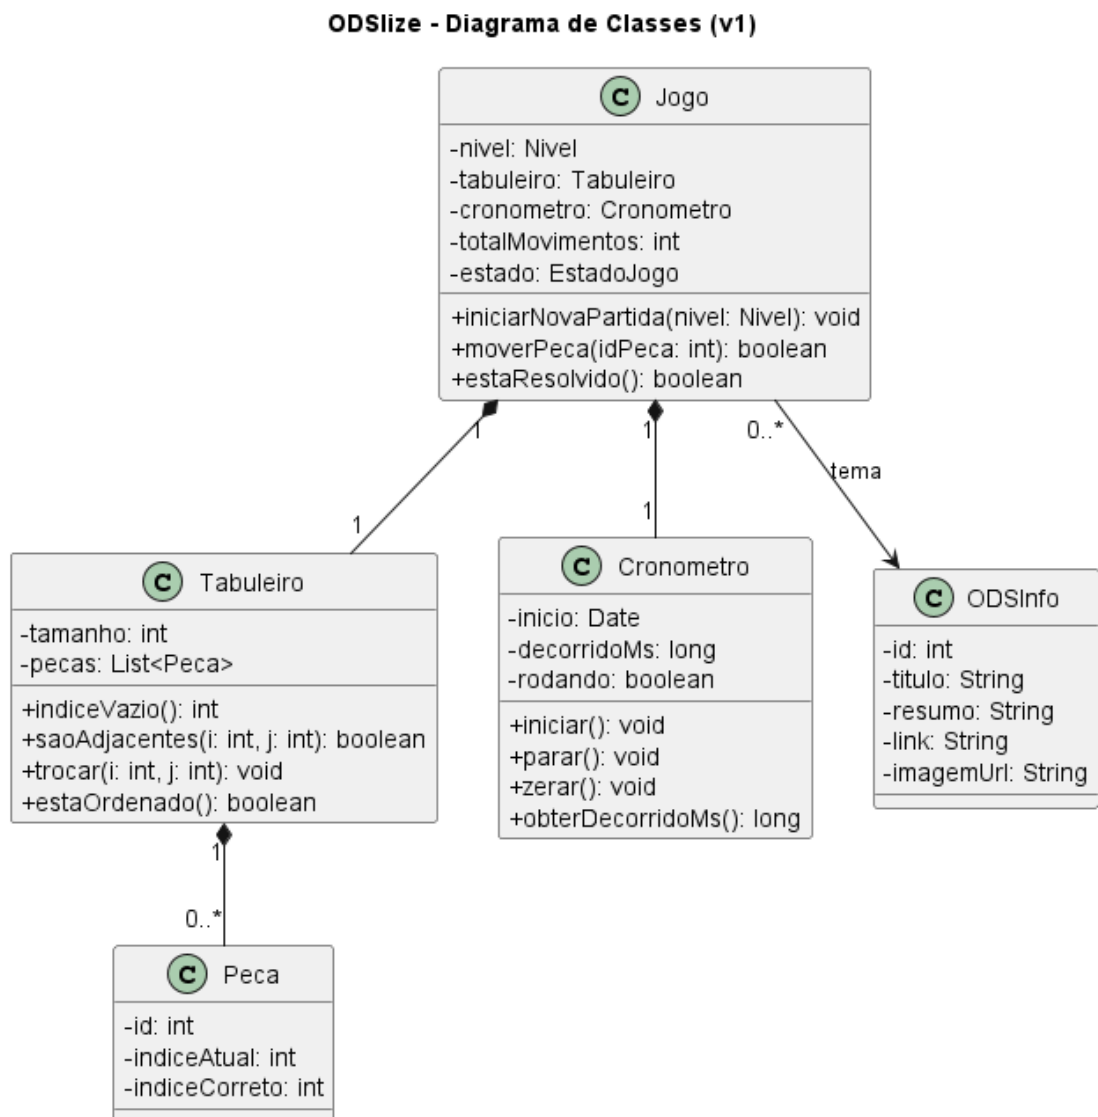 ODSlize - Diagrama de Classes (v1)
C Jogo
-nivel: Nivel
-tabuleiro: Tabuleiro
-cronometro: Cronometro
-totalMovimentos: int
-estado: EstadoJogo
+iniciarNovaPartida(nivel: Nivel): void
+moverPeca(idPeca: int): boolean
+estaResolvido(): boolean
1
1
0..*
tema
1
1
C Tabuleiro
-tamanho: int
-pecas: List<Peca>
+indiceVazio(): int
+saoAdjacentes(i: int, j: int): boolean
+trocar(i: int, j: int): void
+estaOrdenado(): boolean
C Cronometro
-inicio: Date
-decorridoMs: long
-rodando: boolean
+iniciar(): void
+parar(): void
+zerar(): void
+obterDecorridoMs(): long
C ODSInfo
-id: int
-titulo: String
-resumo: String
-link: String
-imagemUrl: String
1
0..*
C Peca
-id: int
-indiceAtual: int
-indiceCorreto: int